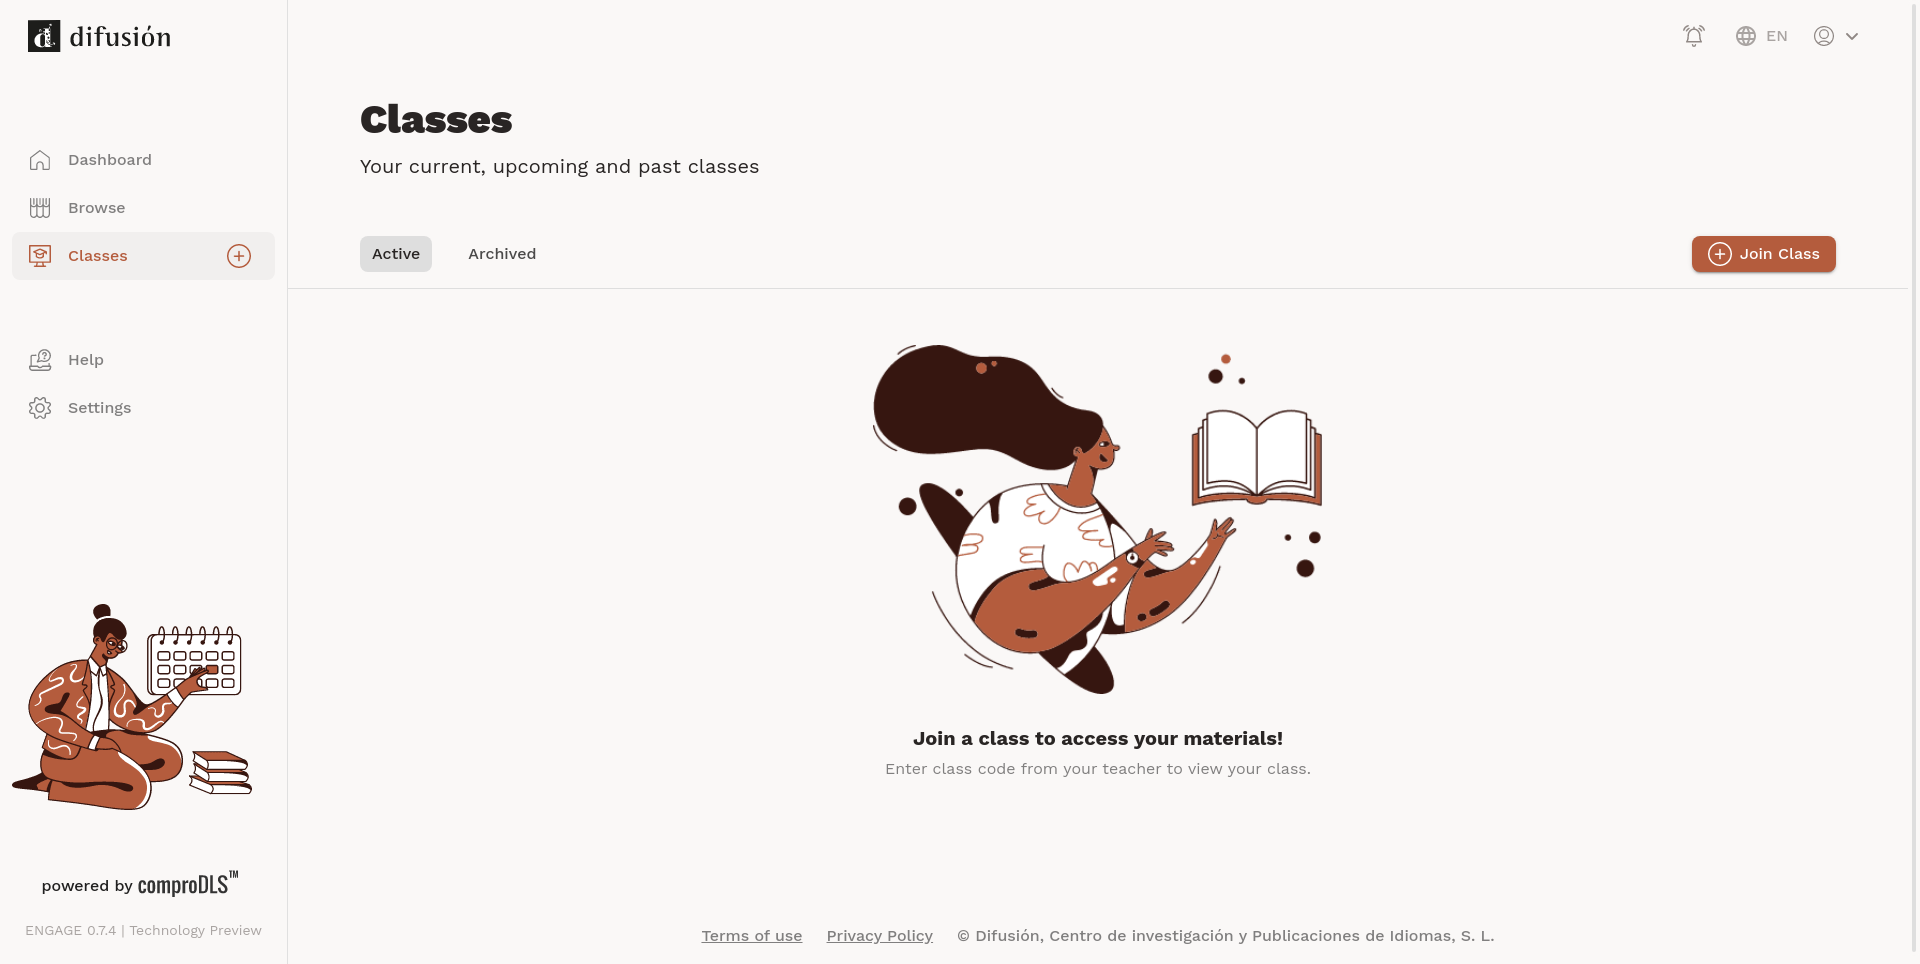 difusión
EN
Dashboard
Browse
Classes
Help
Settings
powered by comproDLS™
ENGAGE 0.7.4 | Technology Preview
Classes
Your current, upcoming and past classes
Active
Archived
Join Class
Join a class to access your materials!
Enter class code from your teacher to view your class.
Terms of use
Privacy Policy
© Difusión, Centro de investigación y Publicaciones de Idiomas, S. L.